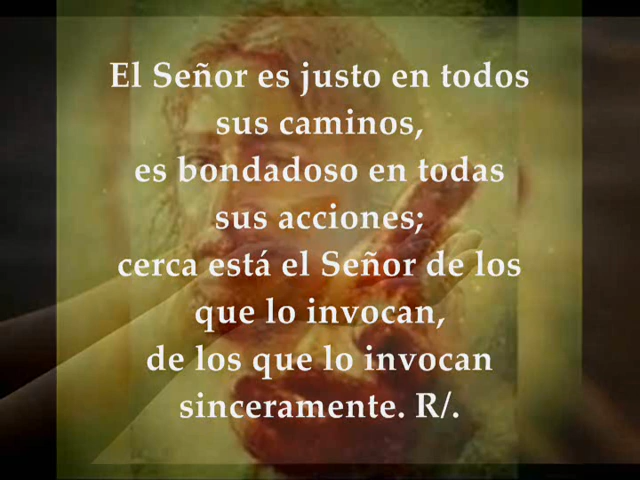 El Señor es justo en todos
sus caminos,
es bondadoso en todas
sus acciones;
cerca está el Señor de los
que lo invocan,
de los que lo invocan
sinceramente. R/.